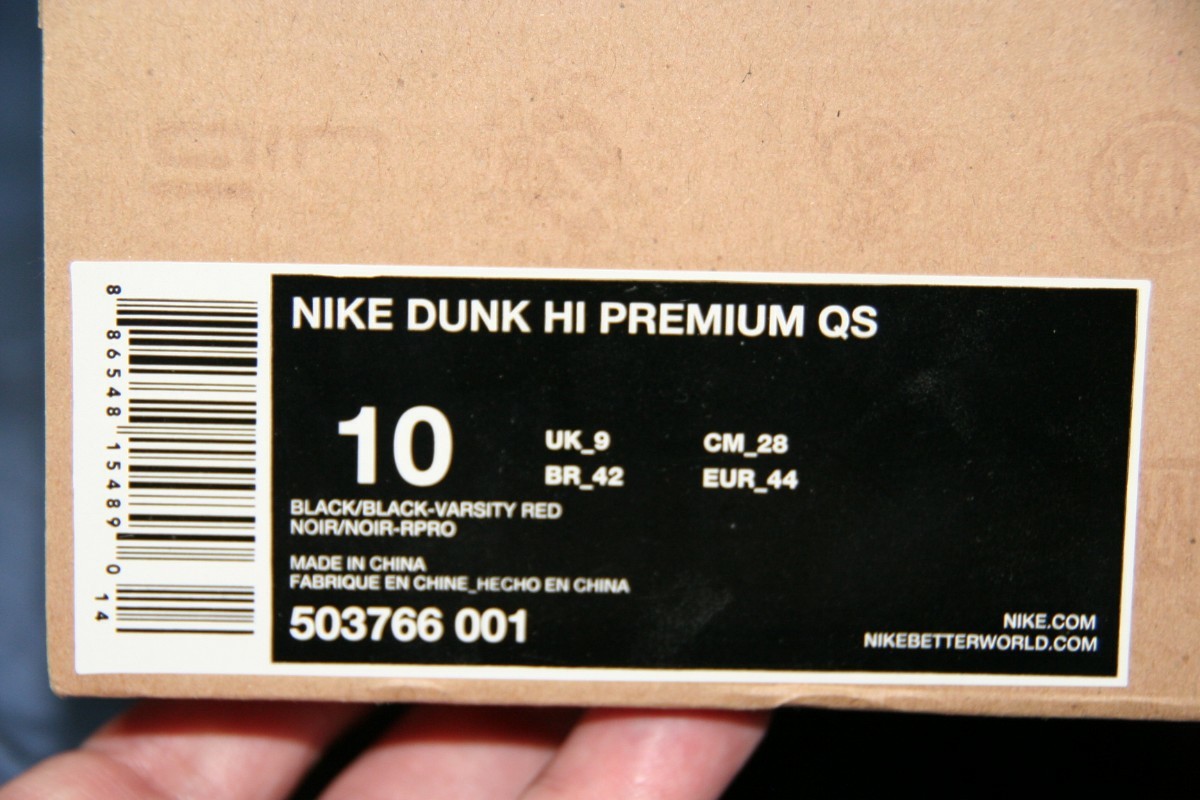 NIKE DUNK HI PREMIUM QS
10
UK_9 CM_28
BR_42 EUR_44
BLACK/BLACK-VARSITY RED
NOIR/NOIR-RPRO
MADE IN CHINA
FABRIQUE EN CHINE_HECHO EN CHINA
503766 001
NIKE.COM
NIKEBETTERWORLD.COM
8 86548 15489 0 14